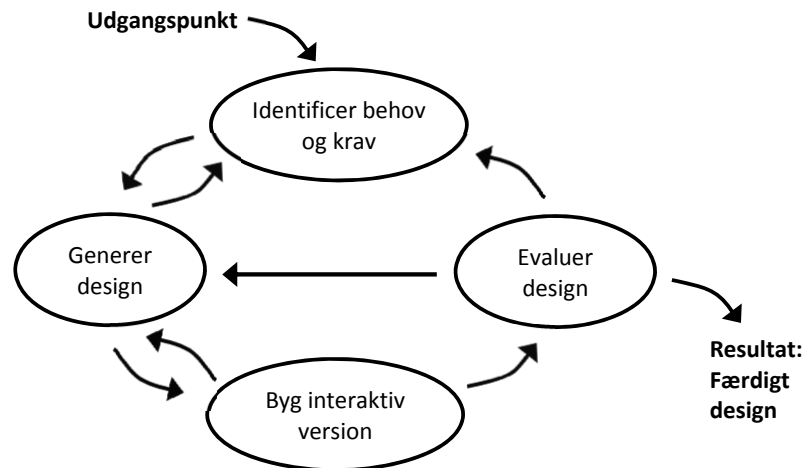 Udgangspunkt
Identificer behov
og krav
Generer
design
Evaluer
design
Byg interaktiv
version
Resultat:
Færdigt
design